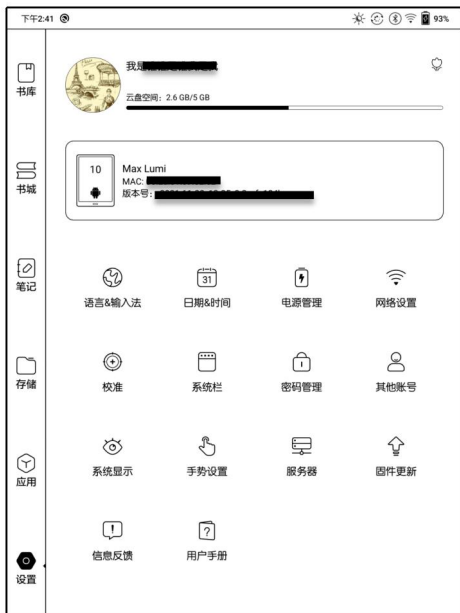 下午2:41
93%
书库
书城
笔记
存储
应用
设置
我是
云盘空间：2.6 GB/5 GB
10
Max Lumi
MAC:
版本号：
语言&输入法
31
日期&时间
电源管理
网络设置
校准
系统栏
密码管理
其他账号
系统显示
手势设置
服务器
固件更新
信息反馈
用户手册